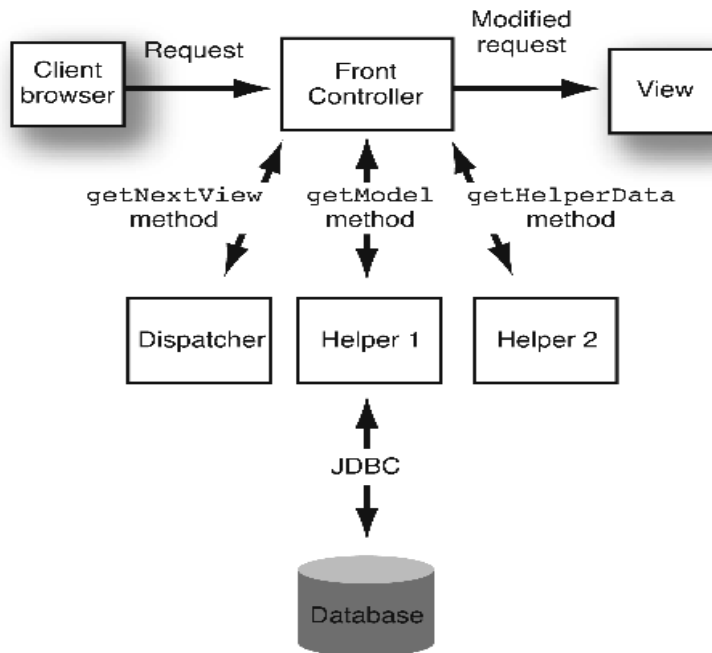 Client
browser
Request
Front
Controller
Modified
request
View
getNextView
method
getModel
method
getHelperData
method
Dispatcher
Helper 1
Helper 2
JDBC
Database